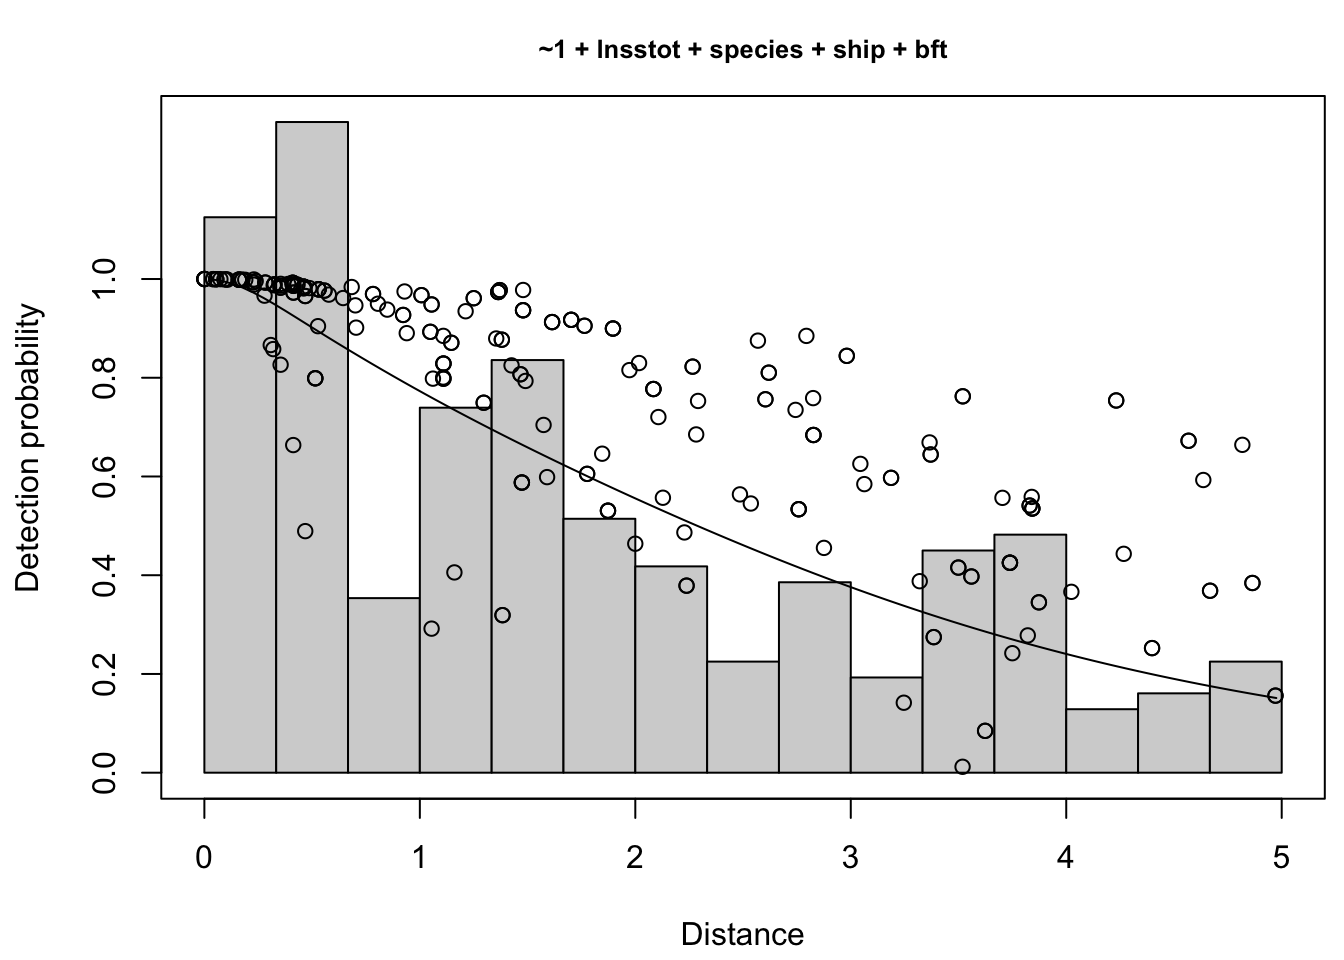 ~1 + lnsstot + species + ship + bft
Detection probability
1.0
0.8
0.6
0.4
0.2
0.0
0 1 2 3 4 5
Distance